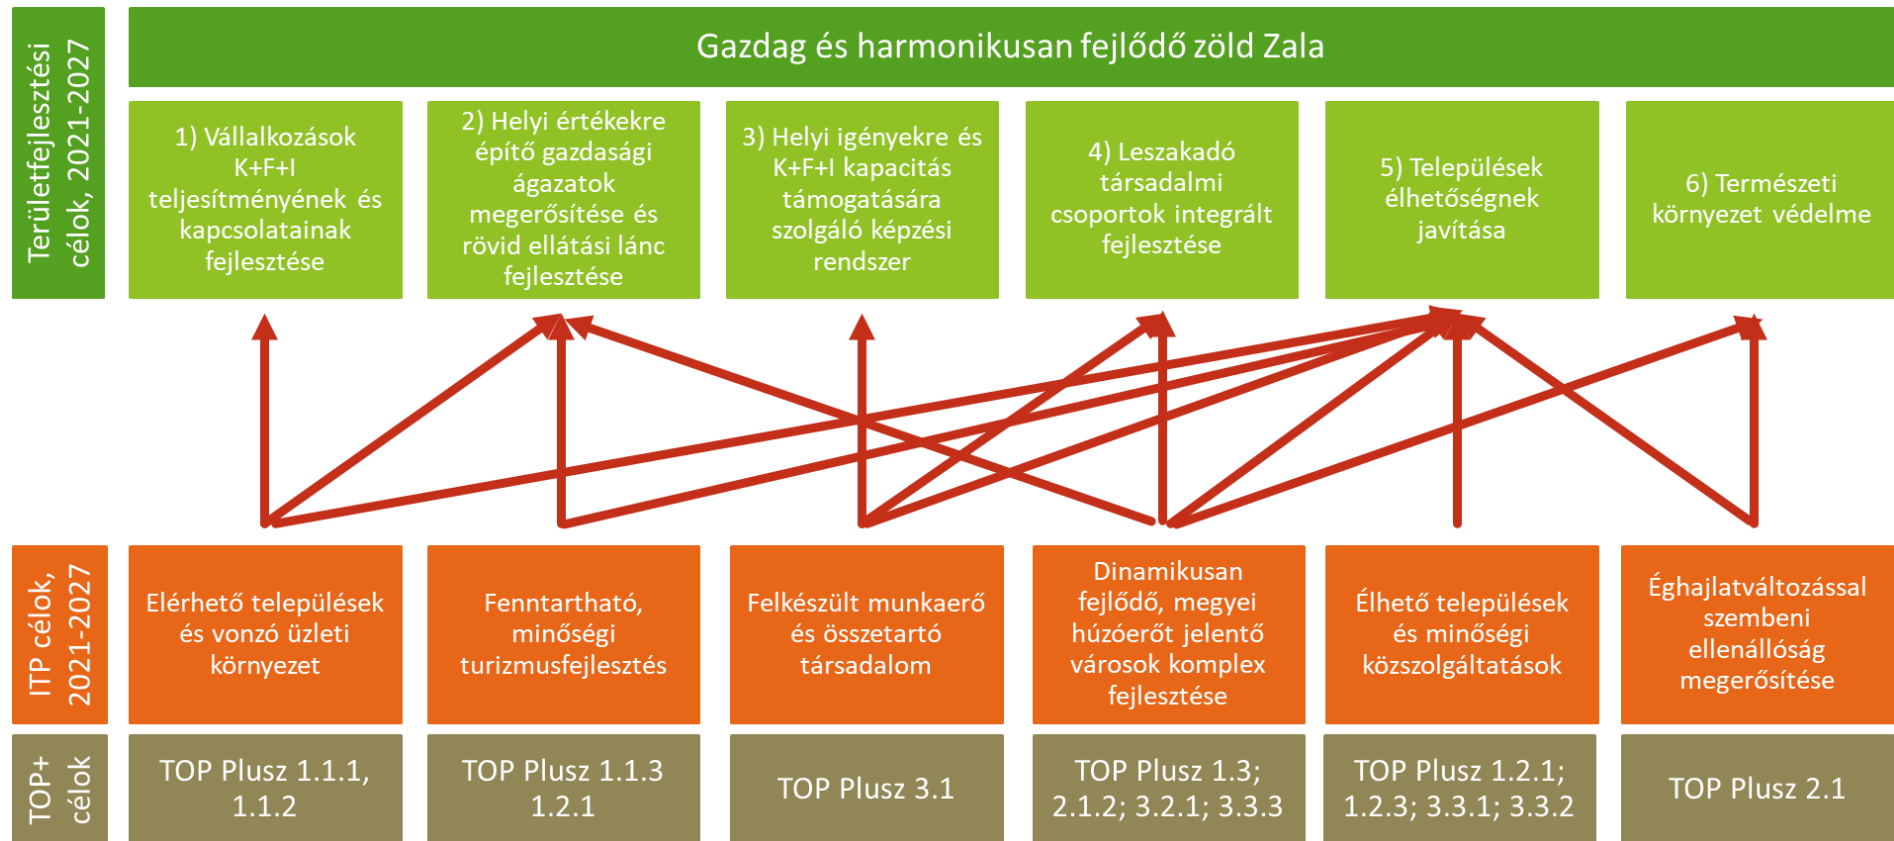 Területfejlesztési
célok, 2021-2027
Gazdag és harmonikusan fejlődő zöld Zala
1) Vállalkozások
K+F+I
teljesítményének és
kapcsolatainak
fejlesztése
2) Helyi értékekre
építő gazdasági
ágazatok
megerősítése és
rövid ellátási lánc
fejlesztése
3) Helyi igényekre és
K+F+I kapacitás
támogatására
szolgáló képzési
rendszer
4) Leszakadó
társadalmi
csoportok integrált
fejlesztése
5) Települések
élhetőségnek
javítása
6) Természeti
környezet védelme
ITP célok,
2021-2027
Elérhető települések
és vonzó üzleti
környezet
Fenntartható,
minőségi
turizmusfejlesztés
Felkészült munkaerő
és összetartó
társadalom
Dinamikusan
fejlődő, megyei
húzóerőt jelentő
városok komplex
fejlesztése
Élhető települések
és minőségi
közszolgáltatások
Éghajlatváltozással
szembeni
ellenállóság
megerősítése
TOP+
célok
TOP Plusz 1.1.1,
1.1.2
TOP Plusz 1.1.3
1.2.1
TOP Plusz 3.1
TOP Plusz 1.3;
2.1.2; 3.2.1; 3.3.3
TOP Plusz 1.2.1;
1.2.3; 3.3.1; 3.3.2
TOP Plusz 2.1